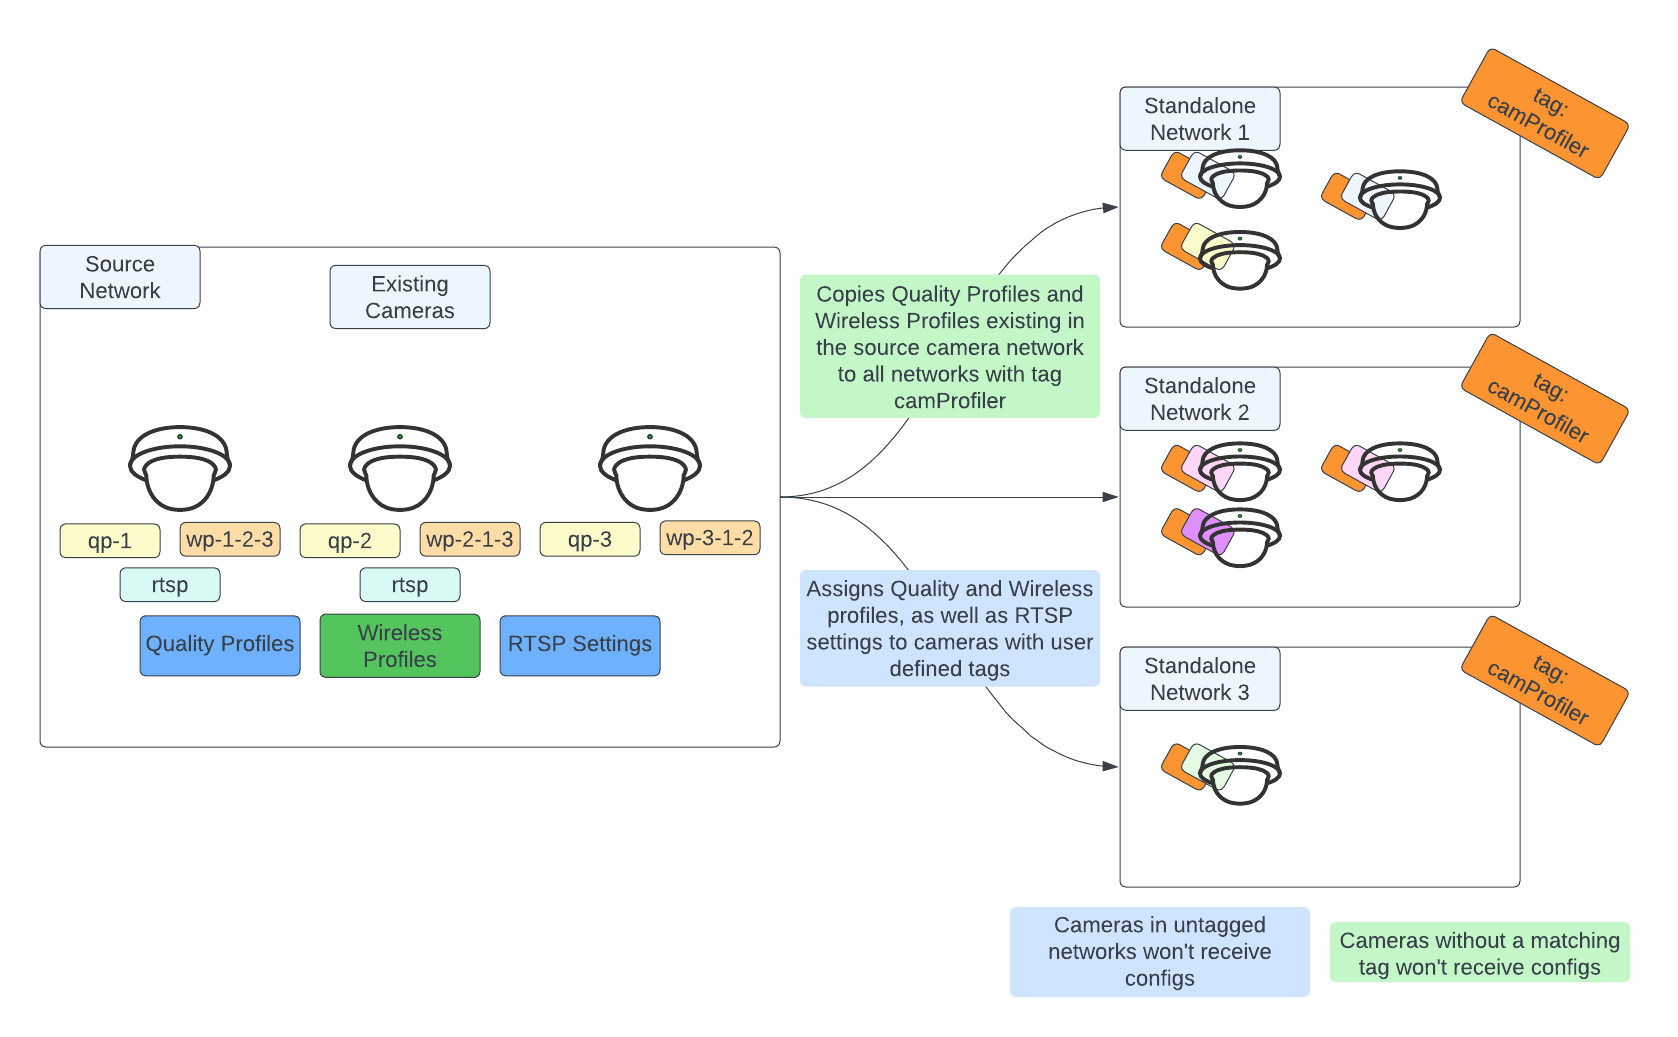 Source
Network
Existing
Cameras
qp-1
wp-1-2-3
qp-2
wp-2-1-3
qp-3
wp-3-1-2
rtsp
rtsp
Quality Profiles
Wireless
Profiles
RTSP Settings
Copies Quality Profiles and
Wireless Profiles existing in
the source camera network
to all networks with tag
camProfiler
Assigns Quality and Wireless
profiles, as well as RTSP
settings to cameras with user
defined tags
Standalone
Network 1
tag:
camProfiler
Standalone
Network 2
tag:
camProfiler
Standalone
Network 3
tag:
camProfiler
Cameras in untagged
networks won't receive
configs
Cameras without a matching
tag won't receive configs